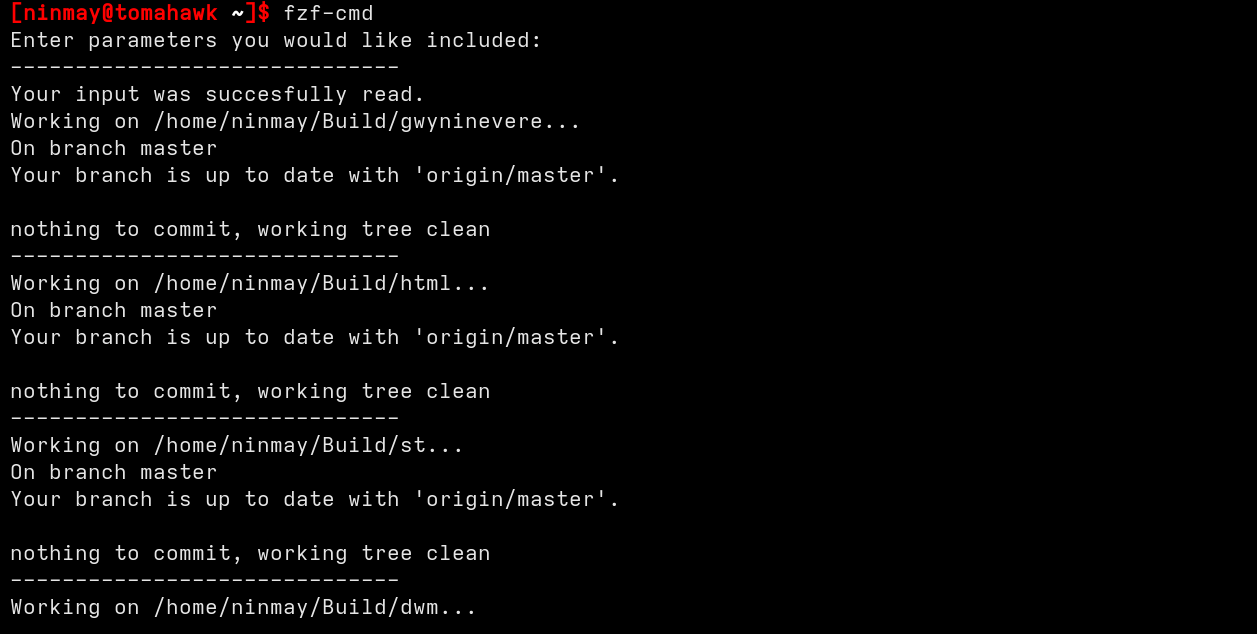 [ninmay@tomahawk ~]$ fzf-cmd
Enter parameters you would like included:
------------------------------
Your input was succesfully read.
Working on /home/ninmay/Build/gwyninevere...
On branch master
Your branch is up to date with 'origin/master'.

nothing to commit, working tree clean
------------------------------
Working on /home/ninmay/Build/html...
On branch master
Your branch is up to date with 'origin/master'.

nothing to commit, working tree clean
------------------------------
Working on /home/ninmay/Build/st...
On branch master
Your branch is up to date with 'origin/master'.

nothing to commit, working tree clean
------------------------------
Working on /home/ninmay/Build/dwm...